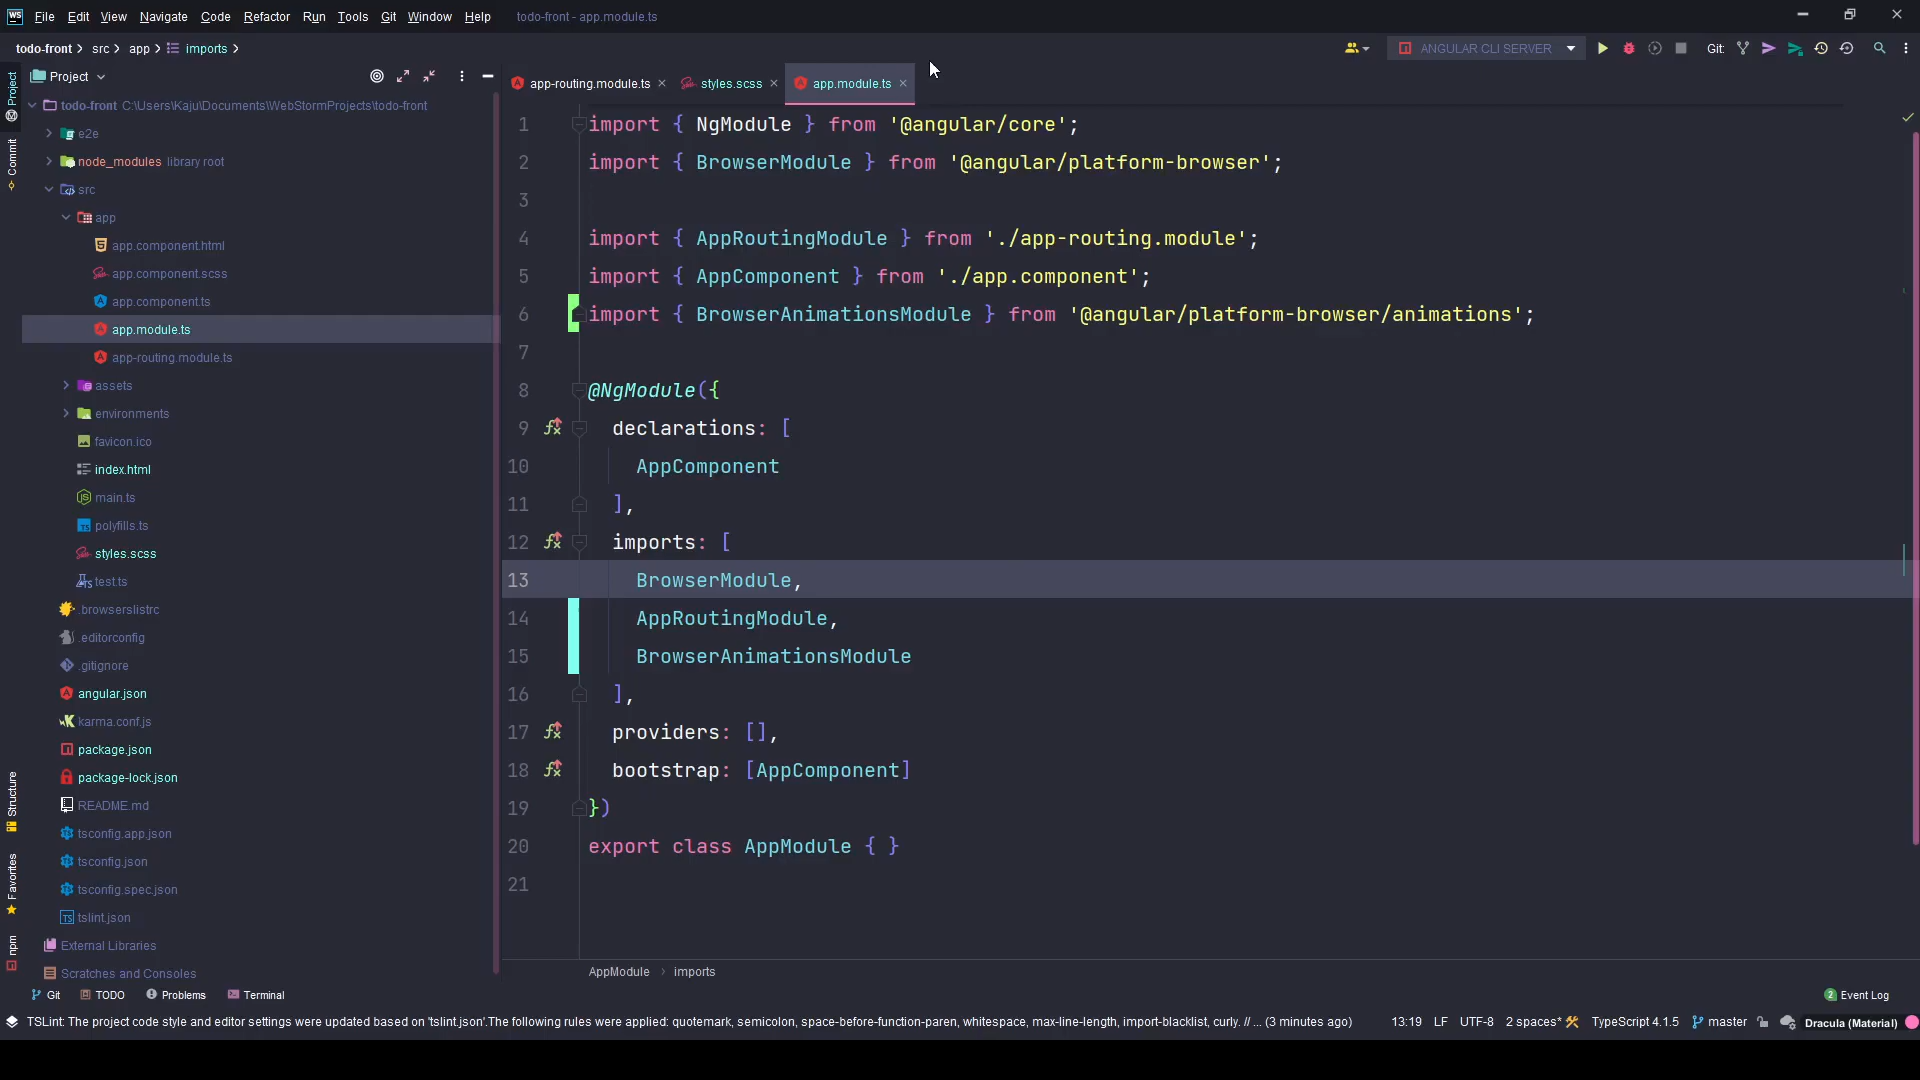 WS File Edit View Navigate Code Refactor Run Tools Git Window Help todo-front - app.module.ts
todo-front src app imports ANGULAR CLI SERVER Git:
Project
app-routing.module.ts styles.scss app.module.ts
Project
Commit
Structure
Favorites
npm
todo-front C:\Users\Kaju\Documents\WebStormProjects\todo-front
e2e
node_modules library root
src
app
app.component.html
app.component.scss
app.component.ts
app.module.ts
app-routing.module.ts
assets
environments
favicon.ico
index.html
main.ts
polyfills.ts
styles.scss
test.ts
.browserslistrc
.editorconfig
.gitignore
angular.json
karma.conf.js
package.json
package-lock.json
README.md
tsconfig.app.json
tsconfig.json
tsconfig.spec.json
tslint.json
External Libraries
Scratches and Consoles
1 import { NgModule } from '@angular/core';
2 import { BrowserModule } from '@angular/platform-browser';
3
4 import { AppRoutingModule } from './app-routing.module';
5 import { AppComponent } from './app.component';
6 import { BrowserAnimationsModule } from '@angular/platform-browser/animations';
7
8 @NgModule({
9 declarations: [
10 AppComponent
11 ],
12 imports: [
13 BrowserModule,
14 AppRoutingModule,
15 BrowserAnimationsModule
16 ],
17 providers: [],
18 bootstrap: [AppComponent]
19 })
20 export class AppModule { }
21
AppModule imports
Git TODO Problems Terminal 2 Event Log
TSLint: The project code style and editor settings were updated based on 'tslint.json'.The following rules were applied: quotemark, semicolon, space-before-function-paren, whitespace, max-line-length, import-blacklist, curly. // ... (3 minutes ago) 13:19 LF UTF-8 2 spaces* TypeScript 4.1.5 master Dracula (Material)